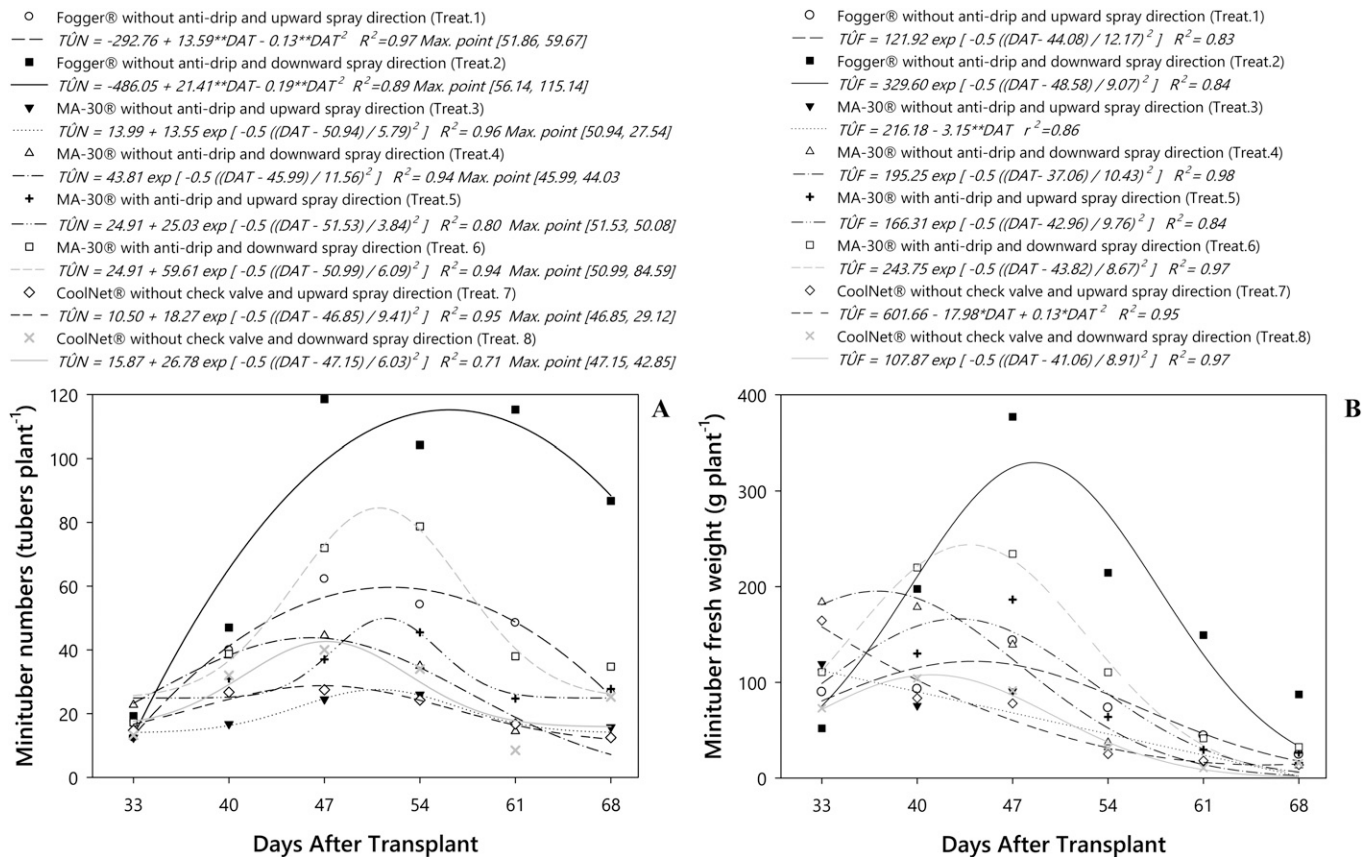 Fogger® without anti-drip and upward spray direction (Treat.1)
TÛN = -292.76 + 13.59**DAT - 0.13**DAT² R²=0.97 Max. point [51.86, 59.67]
Fogger® without anti-drip and downward spray direction (Treat.2)
TÛN = -486.05 + 21.41**DAT- 0.19**DAT² R²=0.89 Max. point [56.14, 115.14]
MA-30® without anti-drip and upward spray direction (Treat.3)
TÛN = 13.99 + 13.55 exp [ -0.5 ((DAT - 50.94) / 5.79)² ] R² = 0.96 Max. point [50.94, 27.54]
MA-30® without anti-drip and downward spray direction (Treat.4)
TÛN = 43.81 exp [ -0.5 ((DAT - 45.99) / 11.56)² ] R² = 0.94 Max. point [45.99, 44.03
MA-30® with anti-drip and upward spray direction (Treat.5)
TÛN = 24.91 + 25.03 exp [ -0.5 ((DAT - 51.53) / 3.84)² ] R² = 0.80 Max. point [51.53, 50.08]
MA-30® with anti-drip and downward spray direction (Treat. 6)
TÛN = 24.91 + 59.61 exp [ -0.5 ((DAT - 50.99) / 6.09)² ] R² = 0.94 Max. point [50.99, 84.59]
CoolNet® without check valve and upward spray direction (Treat. 7)
TÛN = 10.50 + 18.27 exp [ -0.5 ((DAT - 46.85) / 9.41)² ] R² = 0.95 Max. point [46.85, 29.12]
CoolNet® without check valve and downward spray direction (Treat. 8)
TÛN = 15.87 + 26.78 exp [ -0.5 ((DAT - 47.15) / 6.03)² ] R² = 0.71 Max. point [47.15, 42.85]
A
Minituber numbers (tubers plant⁻¹)
120
100
80
60
40
20
0
33 40 47 54 61 68
Days After Transplant
Fogger® without anti-drip and upward spray direction (Treat.1)
TÛF = 121.92 exp [ -0.5 ((DAT- 44.08) / 12.17)² ] R² = 0.83
Fogger® without anti-drip and downward spray direction (Treat.2)
TÛF = 329.60 exp [ -0.5 ((DAT - 48.58) / 9.07)² ] R² = 0.84
MA-30® without anti-drip and upward spray direction (Treat.3)
TÛF = 216.18 - 3.15**DAT r²=0.86
MA-30® without anti-drip and downward spray direction (Treat.4)
TÛF = 195.25 exp [ -0.5 ((DAT - 37.06) / 10.43)² ] R² = 0.98
MA-30® with anti-drip and upward spray direction (Treat.5)
TÛF = 166.31 exp [ -0.5 ((DAT- 42.96) / 9.76)² ] R² = 0.84
MA-30® with anti-drip and downward spray direction (Treat.6)
TÛF = 243.75 exp [ -0.5 ((DAT - 43.82) / 8.67)² ] R² = 0.97
CoolNet® without check valve and upward spray direction (Treat.7)
TÛF = 601.66 - 17.98*DAT + 0.13*DAT² R² = 0.95
CoolNet® without check valve and downward spray direction (Treat.8)
TÛF = 107.87 exp [ -0.5 ((DAT - 41.06) / 8.91)² ] R² = 0.97
B
Minituber fresh weight (g plant⁻¹)
400
300
200
100
0
33 40 47 54 61 68
Days After Transplant